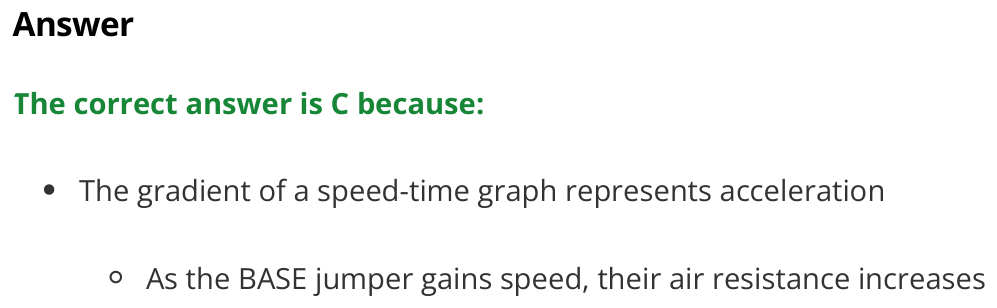 Answer
The correct answer is C because:
• The gradient of a speed-time graph represents acceleration
○ As the BASE jumper gains speed, their air resistance increases